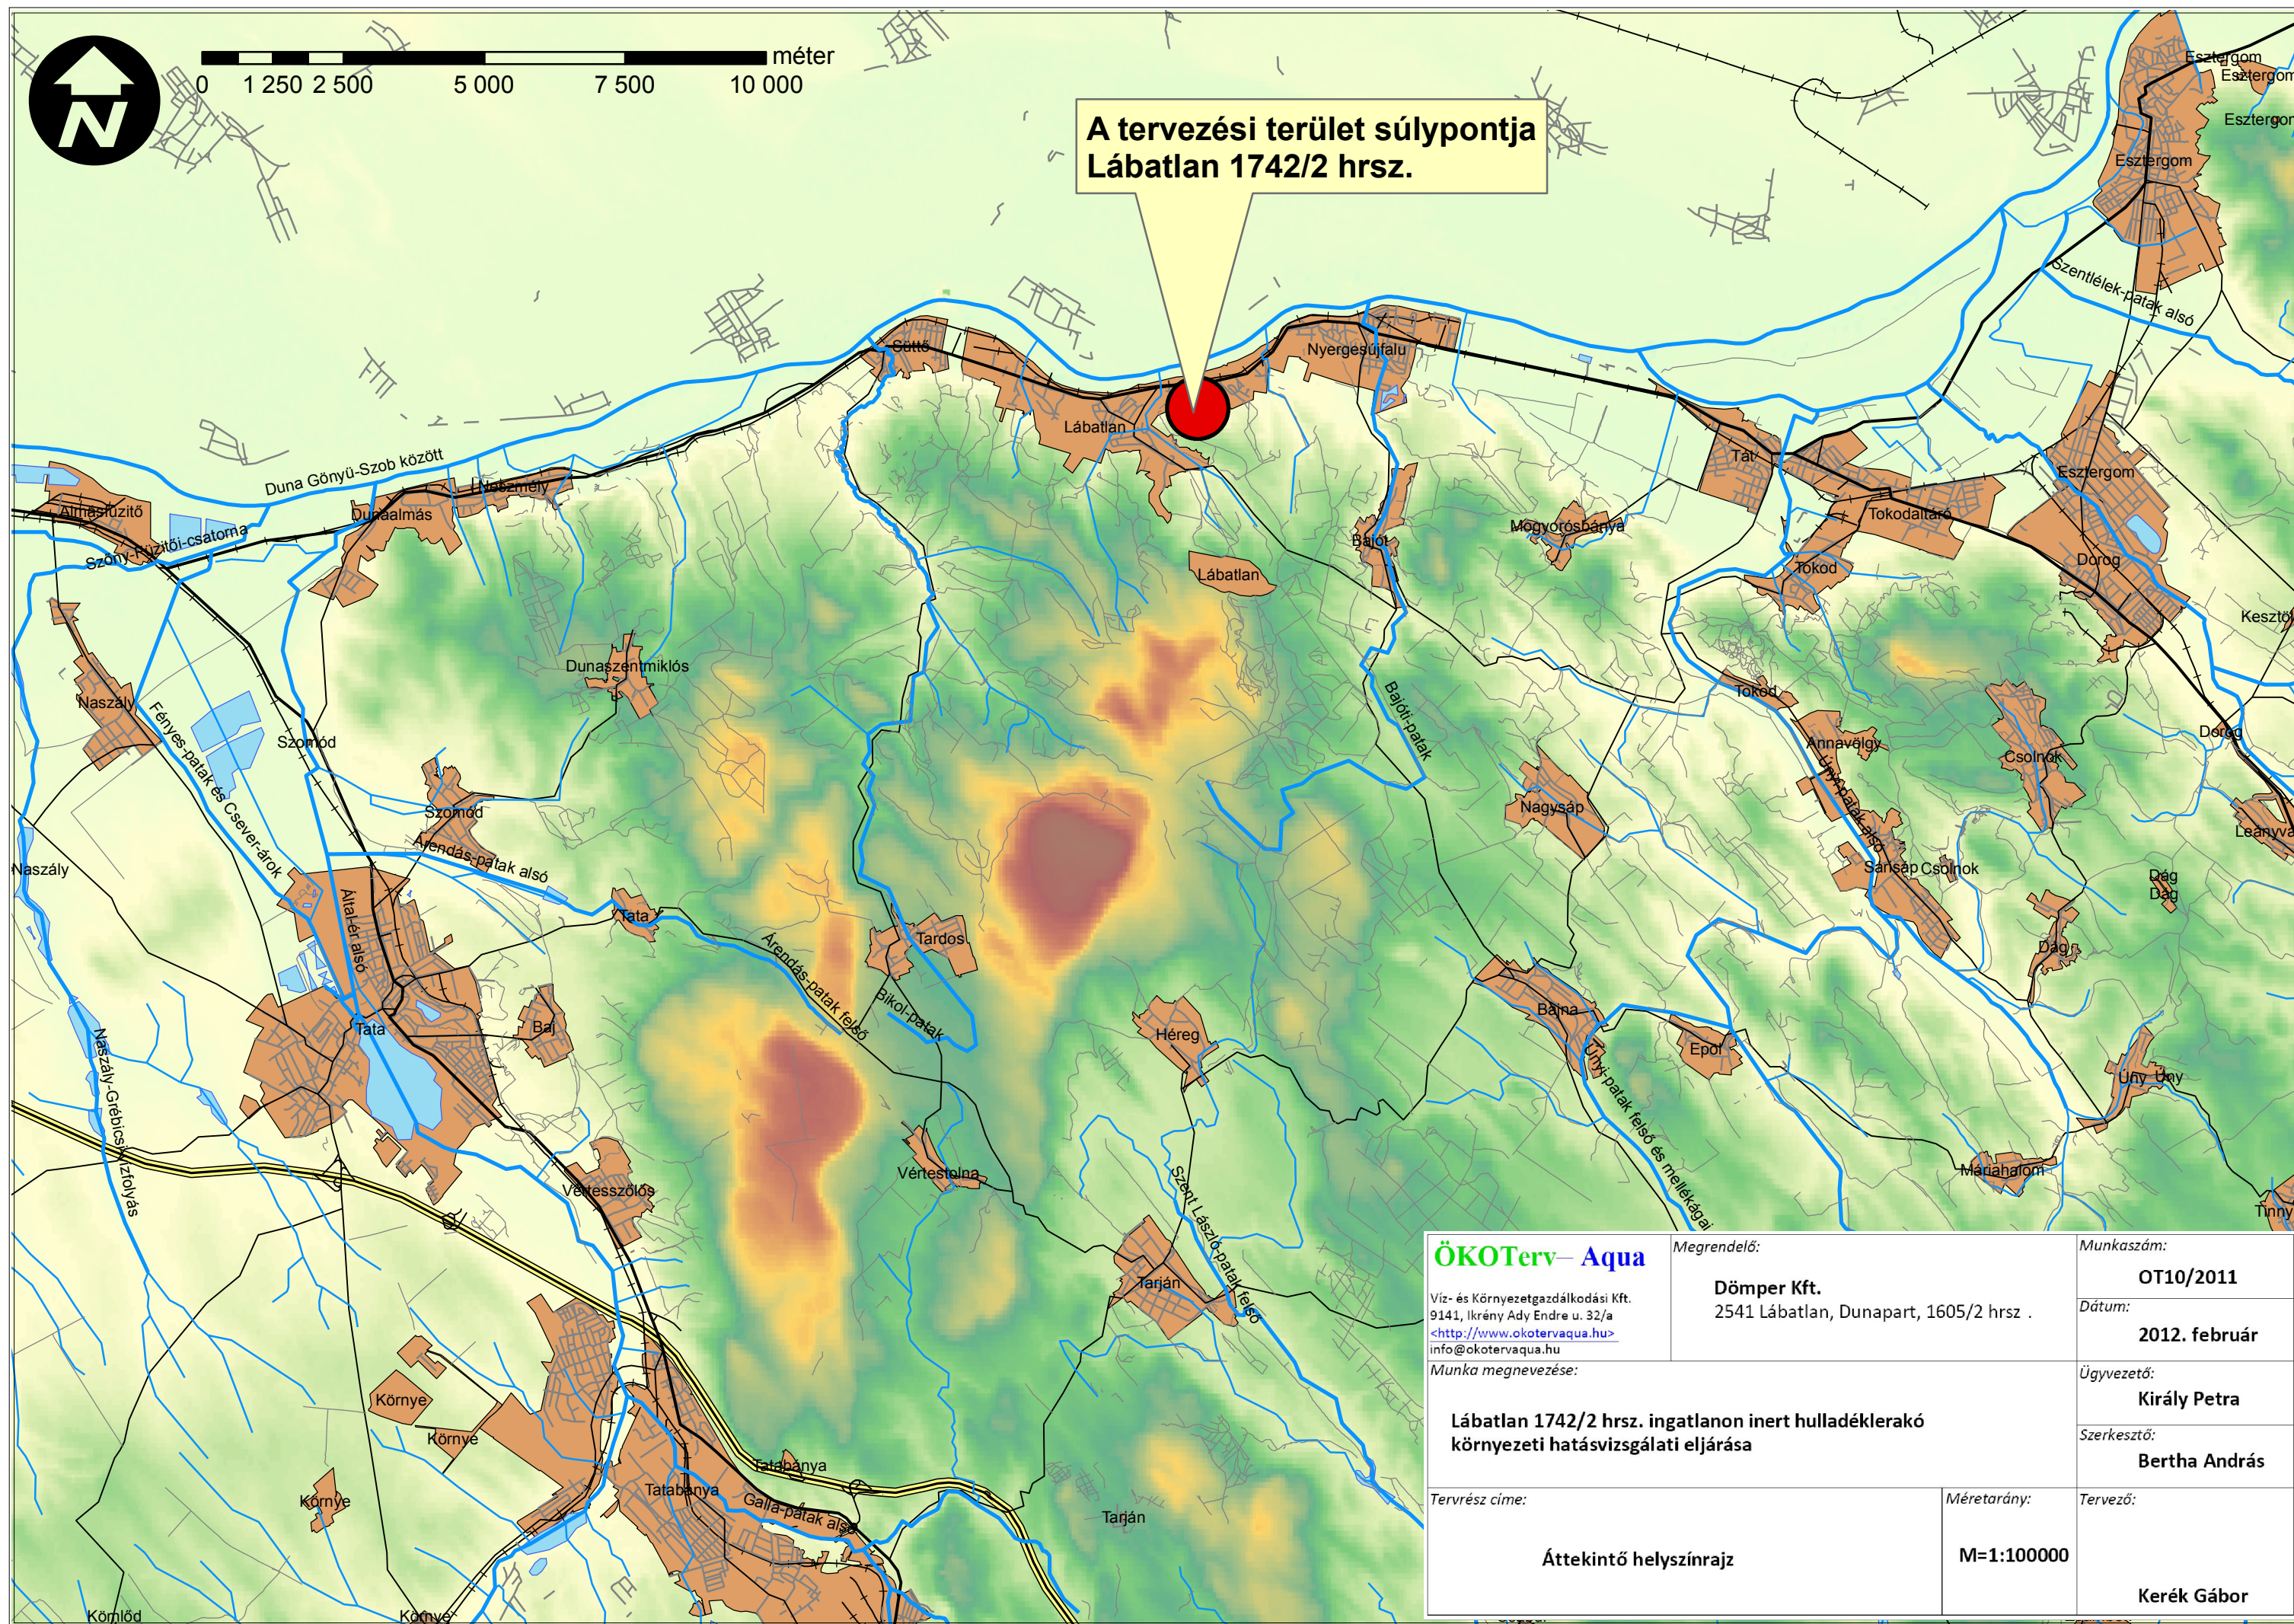 méter
0 1 250 2 500 5 000 7 500 10 000
N
A tervezési terület súlypontja
Lábatlan 1742/2 hrsz.
Esztergom
Esztergom
Esztergom
Esztergom
Szentlélek-patak alsó
Süttő
Nyergesújfalu
Lábatlan
Duna Gönyü-Szob között
Neszmély
Almásfüzitő
Dunaalmás
Szőny-Füzitői-csatorna
Tát
Esztergom
Tokodaltáró
Mogyorósbánya
Bajót
Lábatlan
Tokod
Dorog
Kesztöl
Dunaszentmiklós
Naszály
Fényes-patak és Csever-árok
Szomód
Bajóti-patak
Tokod
Annavölgy
Csolnok
Dorog
Szomód
Nagysáp
Únyi-patak alsó
Leányvá
Árendás-patak alsó
Naszály
Sárisáp
Csolnok
Dág
Dág
Által-ér alsó
Tata
Tardos
Árendás-patak felső
Bikol-patak
Dág
Tata
Baj
Héreg
Bajna
Epöl
Únyi-patak felső és mellékágai
Úny Úny
Naszály-Grébicsi-vízfolyás
Vértestolna
Vértesszőlős
Máriahalom
Szent László-patak felső
Tinny
Tarján
Környe
Környe
Környe
Tatabánya
Tatabánya
Galla-patak alsó
Tarján
Kömlőd
Környe
ÖKOTerv– Aqua
Víz- és Környezetgazdálkodási Kft.
9141, Ikrény Ady Endre u. 32/a
<http://www.okotervaqua.hu>
info@okotervaqua.hu
Megrendelő:
Dömper Kft.
2541 Lábatlan, Dunapart, 1605/2 hrsz .
Munkaszám:
OT10/2011
Dátum:
2012. február
Munka megnevezése:
Lábatlan 1742/2 hrsz. ingatlanon inert hulladéklerakó
környezeti hatásvizsgálati eljárása
Ügyvezető:
Király Petra
Szerkesztő:
Bertha András
Tervrész címe:
Áttekintő helyszínrajz
Méretarány:
M=1:100000
Tervező:
Kerék Gábor